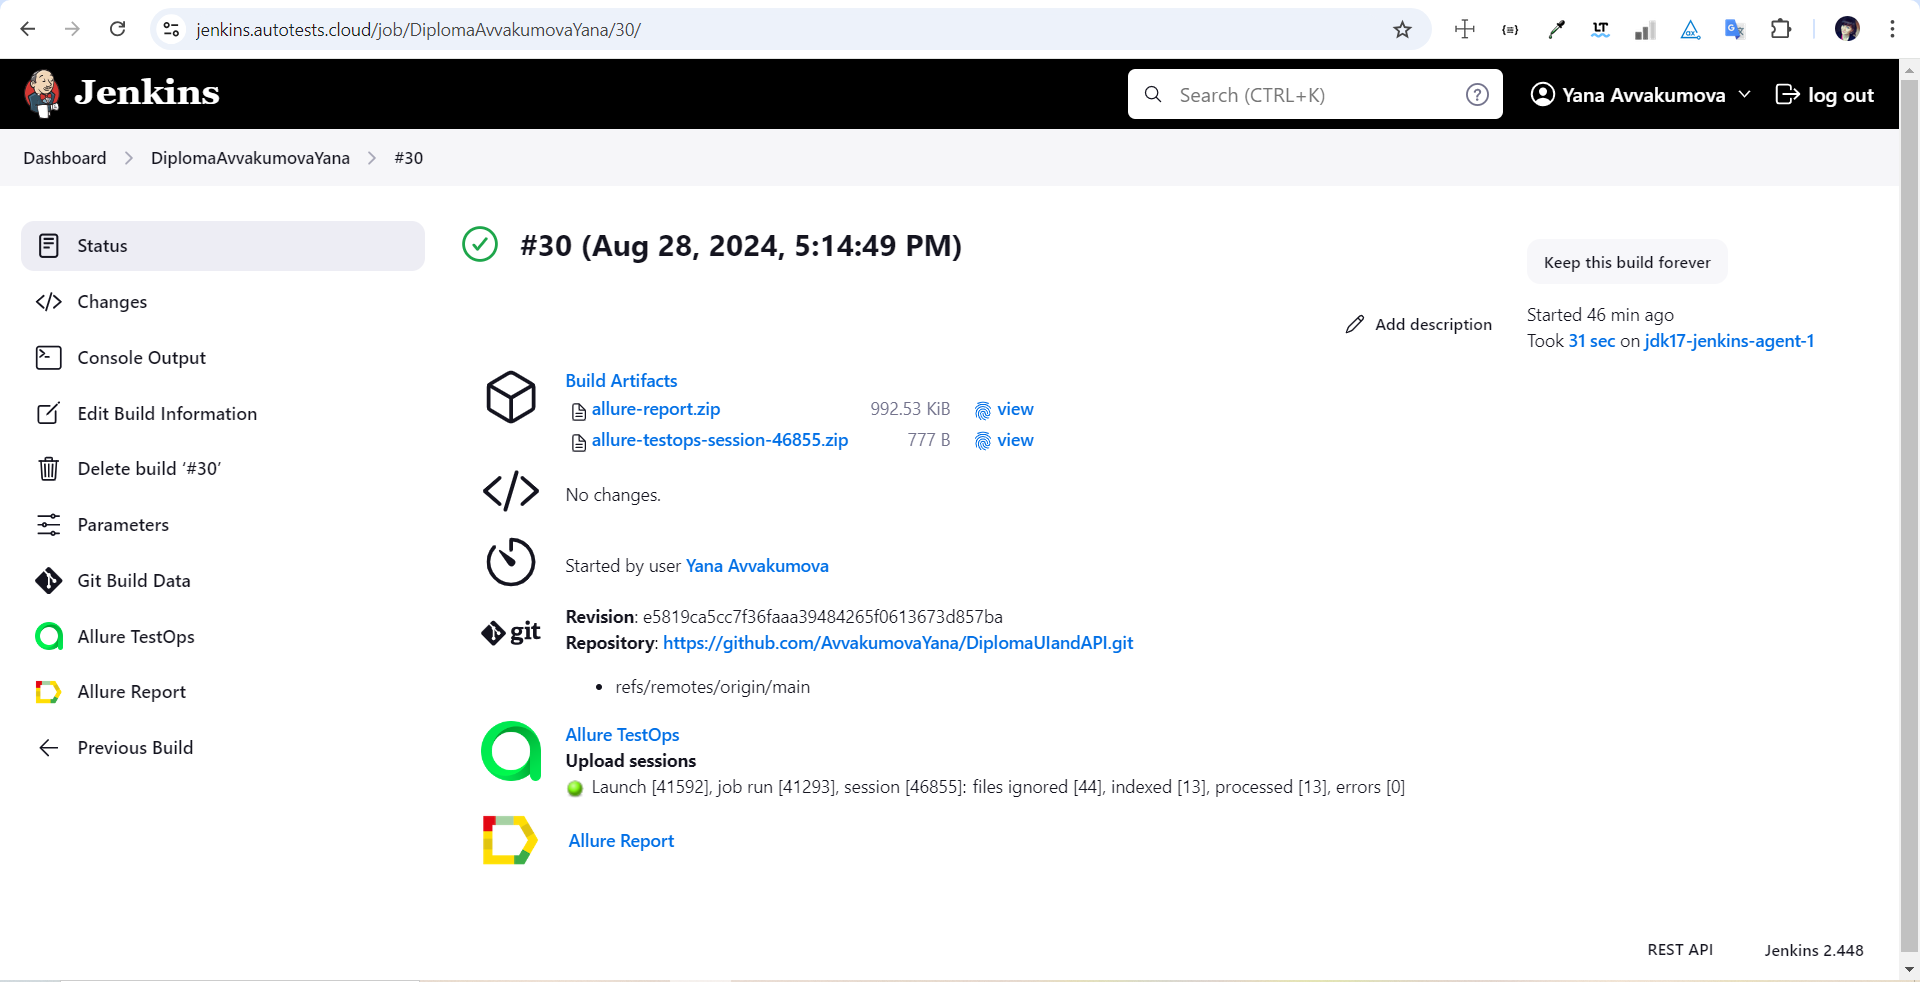 jenkins.autotests.cloud/job/DiplomaAvvakumovaYana/30/
Jenkins
Search (CTRL+K)
Yana Avvakumova
log out
Dashboard
DiplomaAvvakumovaYana
#30
Status
Changes
Console Output
Edit Build Information
Delete build ‘#30’
Parameters
Git Build Data
Allure TestOps
Allure Report
Previous Build
#30 (Aug 28, 2024, 5:14:49 PM)
Keep this build forever
Add description
Started 46 min ago
Took 31 sec on jdk17-jenkins-agent-1
Build Artifacts
allure-report.zip 992.53 KiB view
allure-testops-session-46855.zip 777 B view
No changes.
Started by user Yana Avvakumova
git
Revision: e5819ca5cc7f36faaa39484265f0613673d857ba
Repository: https://github.com/AvvakumovaYana/DiplomaUIandAPI.git
• refs/remotes/origin/main
Allure TestOps
Upload sessions
Launch [41592], job run [41293], session [46855]: files ignored [44], indexed [13], processed [13], errors [0]
Allure Report
REST API
Jenkins 2.448